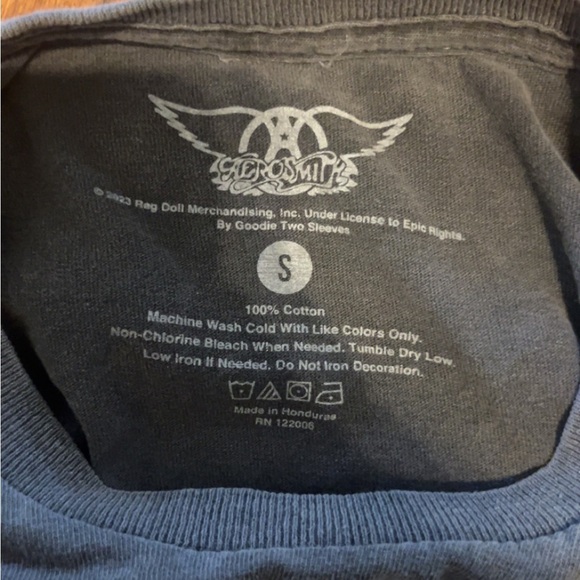 AEROSMITH
© 2023 Rag Doll Merchandising, Inc. Under License to Epic Rights.
By Goodie Two Sleeves
S
100% Cotton
Machine Wash Cold With Like Colors Only.
Non-Chlorine Bleach When Needed. Tumble Dry Low.
Low Iron If Needed. Do Not Iron Decoration.
Made in Honduras
RN 122006